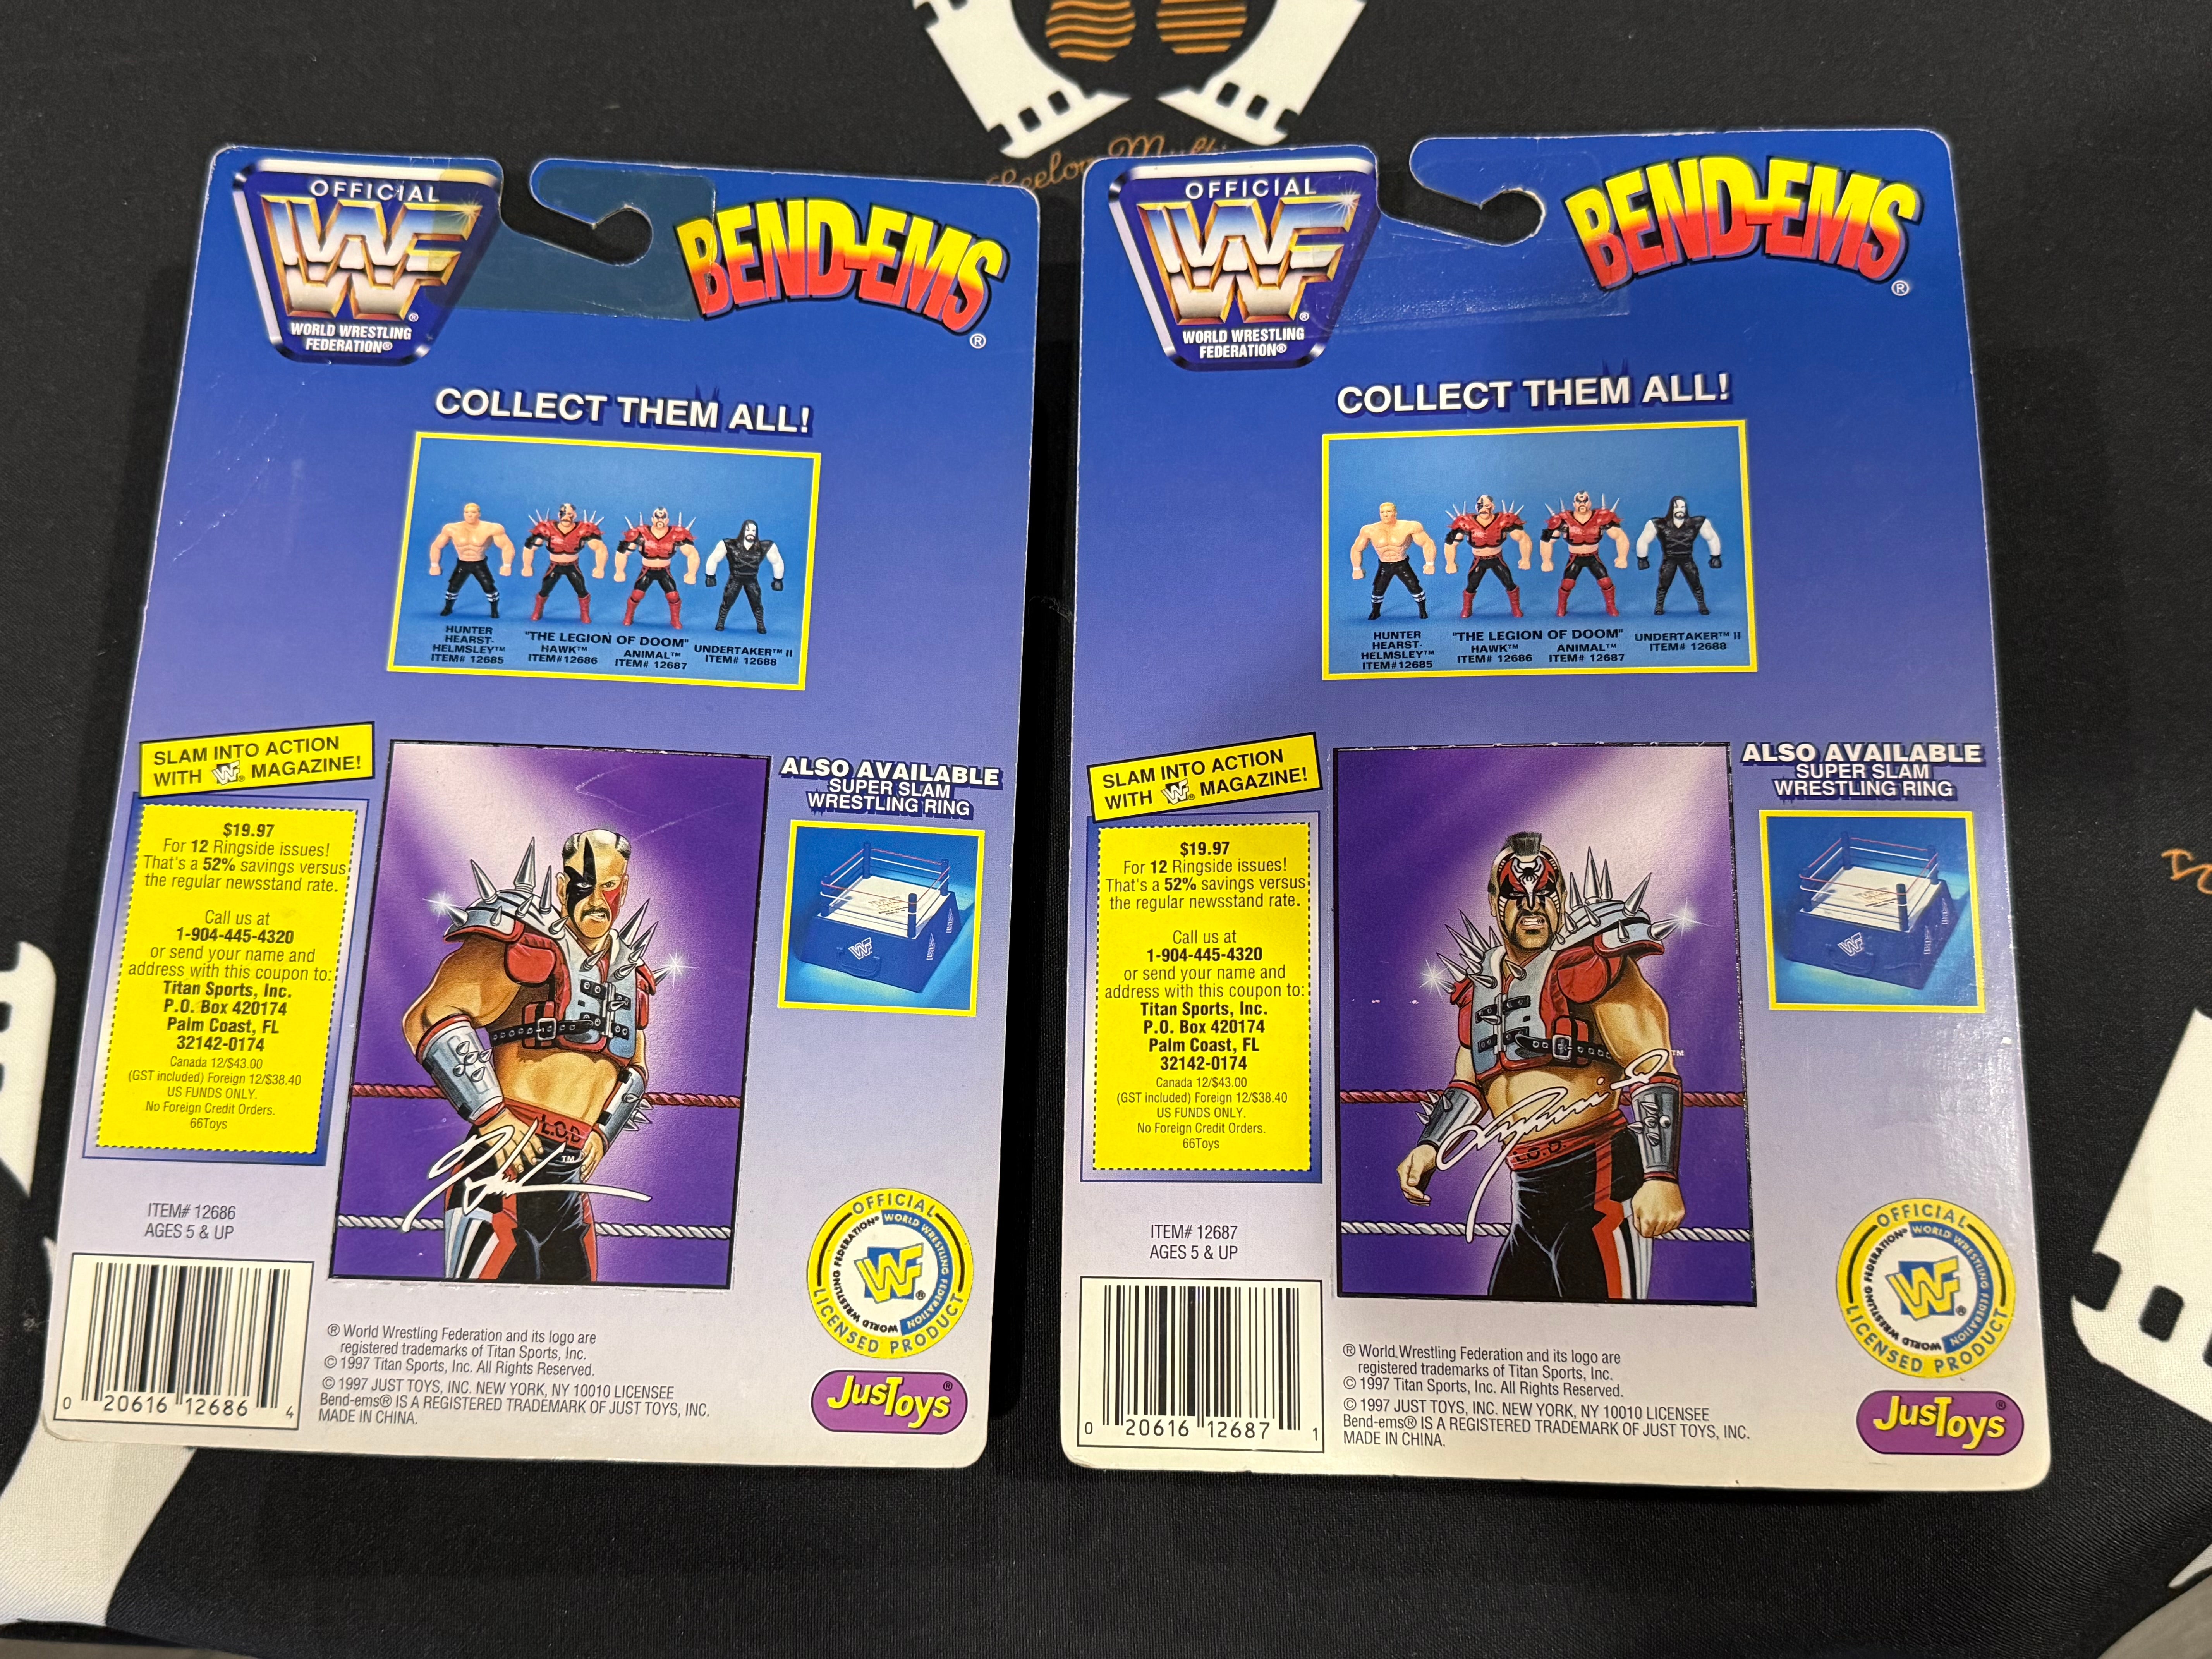 OFFICIAL
WF
WORLD WRESTLING
FEDERATION®
BEND-EMS
®
COLLECT THEM ALL!
HUNTER
HEARST-
HELMSLEY™
ITEM# 12685
"THE LEGION OF DOOM"
HAWK™
ITEM#12686
ANIMAL™
ITEM# 12687
UNDERTAKER™ II
ITEM# 12688
SLAM INTO ACTION
WITH WF® MAGAZINE!
$19.97
For 12 Ringside issues!
That's a 52% savings versus
the regular newsstand rate.
Call us at
1-904-445-4320
or send your name and
address with this coupon to:
Titan Sports, Inc.
P.O. Box 420174
Palm Coast, FL
32142-0174
Canada 12/$43.00
(GST included) Foreign 12/$38.40
US FUNDS ONLY.
No Foreign Credit Orders.
66Toys
L.O.D
™
ALSO AVAILABLE
SUPER SLAM
WRESTLING RING
WF
ITEM# 12686
AGES 5 & UP
0 20616 12686 4
® World Wrestling Federation and its logo are
registered trademarks of Titan Sports, Inc.
© 1997 Titan Sports, Inc. All Rights Reserved.
© 1997 JUST TOYS, INC. NEW YORK, NY 10010 LICENSEE
Bend-ems® IS A REGISTERED TRADEMARK OF JUST TOYS, INC.
MADE IN CHINA.
OFFICIAL
WORLD WRESTLING FEDERATION
WORLD WRESTLING FEDERATION®
WF®
LICENSED PRODUCT
JusToys®
OFFICIAL
WF
WORLD WRESTLING
FEDERATION®
BEND-EMS
®
COLLECT THEM ALL!
HUNTER
HEARST-
HELMSLEY™
ITEM#12685
"THE LEGION OF DOOM"
HAWK™
ITEM# 12686
ANIMAL™
ITEM# 12687
UNDERTAKER™ II
ITEM# 12688
SLAM INTO ACTION
WITH WF® MAGAZINE!
$19.97
For 12 Ringside issues!
That's a 52% savings versus
the regular newsstand rate.
Call us at
1-904-445-4320
or send your name and
address with this coupon to:
Titan Sports, Inc.
P.O. Box 420174
Palm Coast, FL
32142-0174
Canada 12/$43.00
(GST included) Foreign 12/$38.40
US FUNDS ONLY.
No Foreign Credit Orders.
66Toys
™
L.O.D.
ALSO AVAILABLE
SUPER SLAM
WRESTLING RING
WF
ITEM# 12687
AGES 5 & UP
0 20616 12687 1
® World Wrestling Federation and its logo are
registered trademarks of Titan Sports, Inc.
© 1997 Titan Sports, Inc. All Rights Reserved.
© 1997 JUST TOYS, INC. NEW YORK, NY 10010 LICENSEE
Bend-ems® IS A REGISTERED TRADEMARK OF JUST TOYS, INC.
MADE IN CHINA.
OFFICIAL
WORLD WRESTLING FEDERATION
WORLD WRESTLING FEDERATION®
WF®
LICENSED PRODUCT
JusToys®